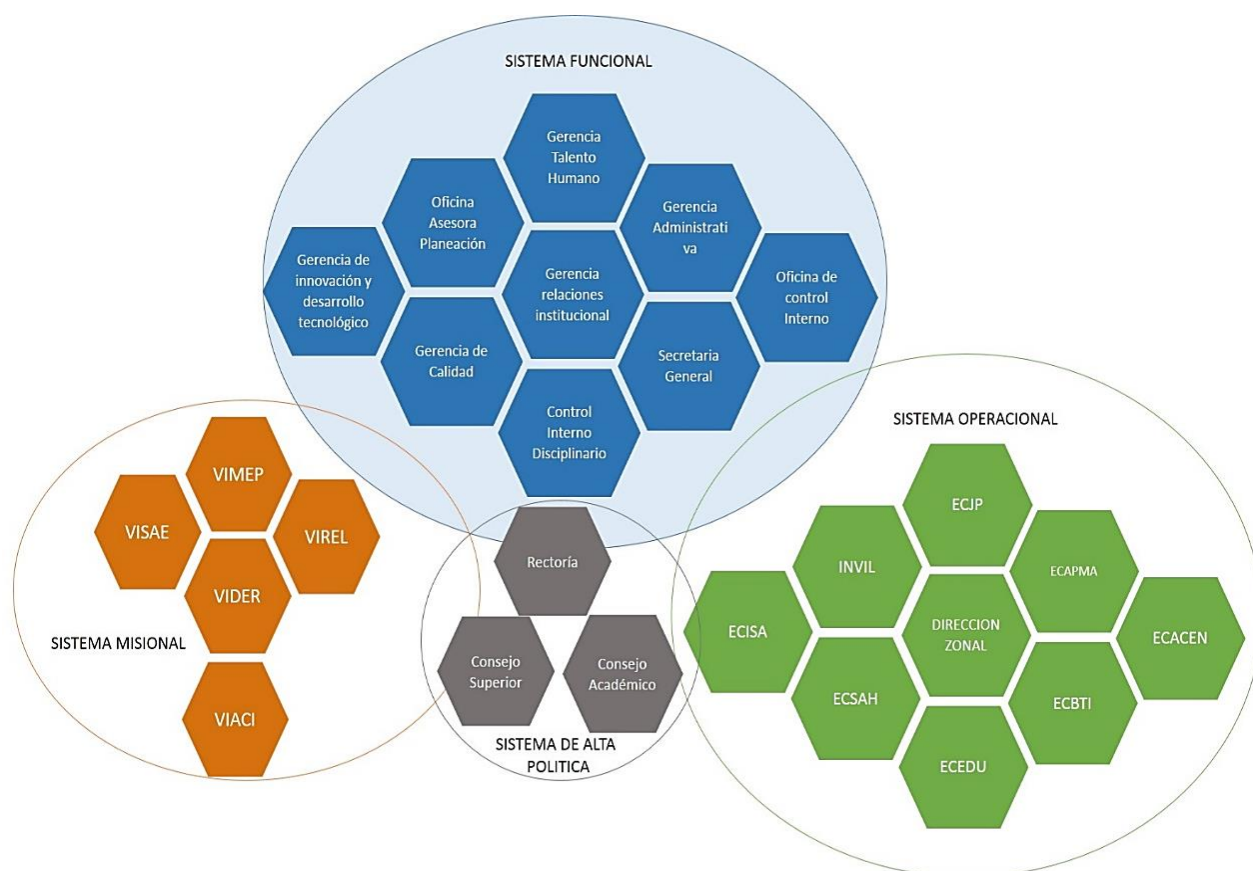 SISTEMA FUNCIONAL
Gerencia
Talento
Humano
Oficina
Asesora
Planeación
Gerencia
Administrati
va
Gerencia de
innovación y
desarrollo
tecnológico
Gerencia
relaciones
institucional
Oficina de
control
Interno
Gerencia de
Calidad
Secretaria
General
Control
Interno
Disciplinario
SISTEMA MISIONAL
VIMEP
VISAE
VIREL
VIDER
VIACI
Rectoría
Consejo
Superior
Consejo
Académico
SISTEMA DE ALTA
POLITICA
SISTEMA OPERACIONAL
ECJP
INVIL
ECAPMA
ECISA
DIRECCION
ZONAL
ECACEN
ECSAH
ECBTI
ECEDU